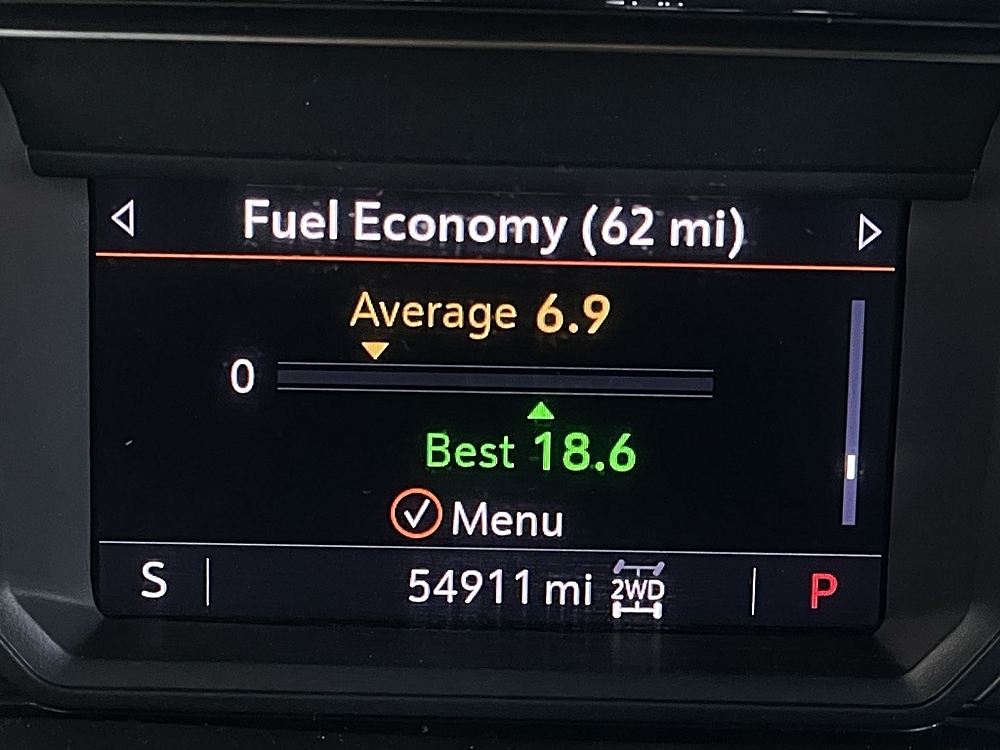 Fuel Economy (62 mi)
Average 6.9
0
Best 18.6
Menu
S 54911 mi 2WD P